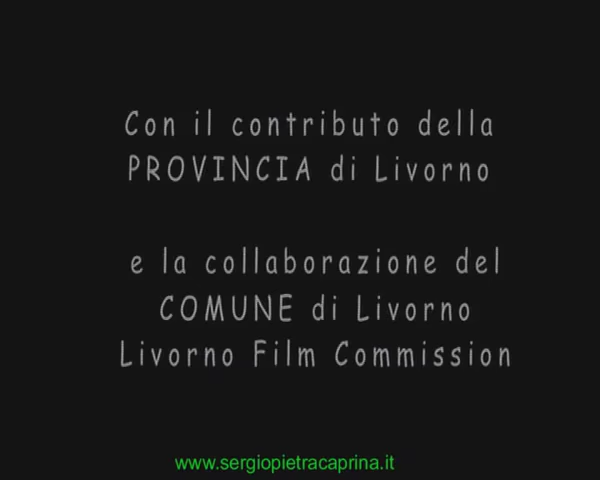 Con il contributo della
PROVINCIA di Livorno
e la collaborazione del
COMUNE di Livorno
Livorno Film Commission
www.sergiopietracaprina.it